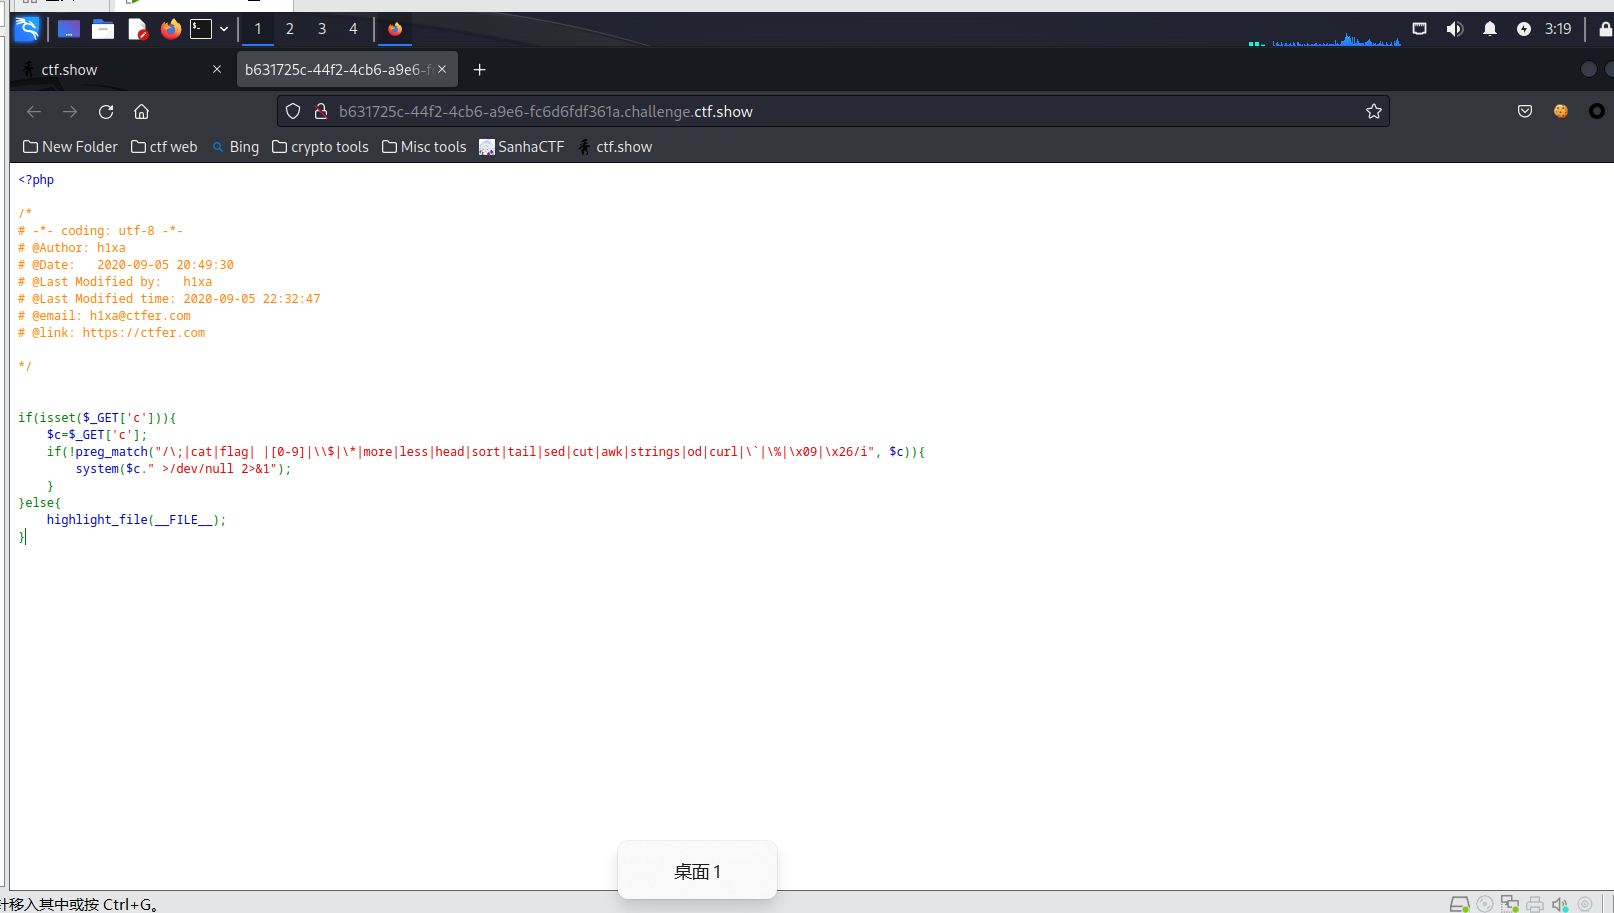 1 2 3 4 3:19
ctf.show × b631725c-44f2-4cb6-a9e6-f × +
b631725c-44f2-4cb6-a9e6-fc6d6fdf361a.challenge.ctf.show
New Folder ctf web Bing crypto tools Misc tools SanhaCTF ctf.show
<?php
/*
# -*- coding: utf-8 -*-
# @Author: h1xa
# @Date:   2020-09-05 20:49:30
# @Last Modified by:   h1xa
# @Last Modified time: 2020-09-05 22:32:47
# @email: h1xa@ctfer.com
# @link: https://ctfer.com
*/
if(isset($_GET['c'])){
    $c=$_GET['c'];
    if(!preg_match("/\;|cat|flag| |[0-9]|\\$|\*|more|less|head|sort|tail|sed|cut|awk|strings|od|curl|\`|\%|\x09|\x26/i", $c)){
        system($c." >/dev/null 2>&1");
    }
}else{
    highlight_file(__FILE__);
}
桌面 1
移入其中或按 Ctrl+G。